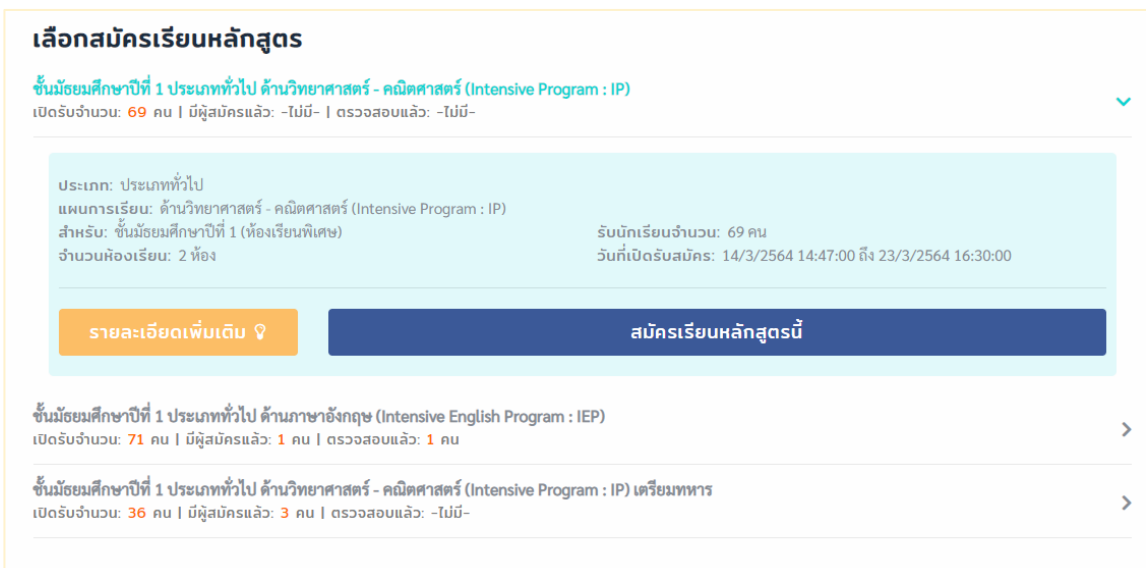 เลือกสมัครเรียนหลักสูตร
ชั้นมัธยมศึกษาปีที่ 1 ประเภททั่วไป ด้านวิทยาศาสตร์ - คณิตศาสตร์ (Intensive Program : IP)
เปิดรับจำนวน: 69 คน | มีผู้สมัครแล้ว: -ไม่มี- | ตรวจสอบแล้ว: -ไม่มี-
ประเภท: ประเภททั่วไป
แผนการเรียน: ด้านวิทยาศาสตร์ - คณิตศาสตร์ (Intensive Program : IP)
สำหรับ: ชั้นมัธยมศึกษาปีที่ 1 (ห้องเรียนพิเศษ) รับนักเรียนจำนวน: 69 คน
จำนวนห้องเรียน: 2 ห้อง วันที่เปิดรับสมัคร: 14/3/2564 14:47:00 ถึง 23/3/2564 16:30:00
รายละเอียดเพิ่มเติม สมัครเรียนหลักสูตรนี้
ชั้นมัธยมศึกษาปีที่ 1 ประเภททั่วไป ด้านภาษาอังกฤษ (Intensive English Program : IEP)
เปิดรับจำนวน: 71 คน | มีผู้สมัครแล้ว: 1 คน | ตรวจสอบแล้ว: 1 คน
ชั้นมัธยมศึกษาปีที่ 1 ประเภททั่วไป ด้านวิทยาศาสตร์ - คณิตศาสตร์ (Intensive Program : IP) เตรียมทหาร
เปิดรับจำนวน: 36 คน | มีผู้สมัครแล้ว: 3 คน | ตรวจสอบแล้ว: -ไม่มี-